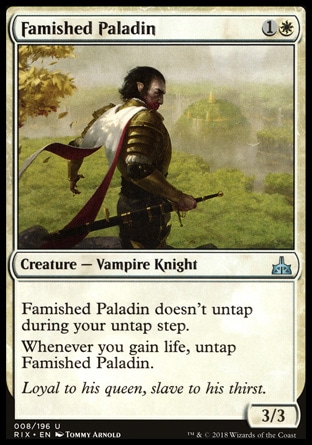 Famished Paladin 1
Creature — Vampire Knight
Famished Paladin doesn't untap
during your untap step.
Whenever you gain life, untap
Famished Paladin.
Loyal to his queen, slave to his thirst.
3/3
008/196 U
RIX • EN TOMMY ARNOLD
™ & © 2018 Wizards of the Coast